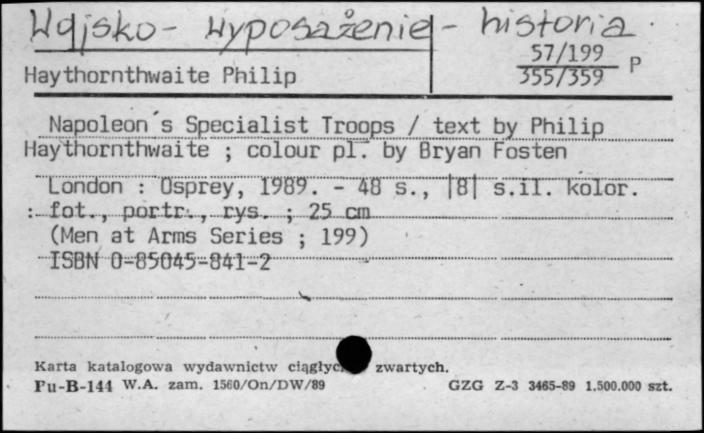 Wojsko - wyposażenie - historia
57/199
Haythornthwaite Philip
355/359 P
Napoleon´s Specialist Troops / text by Philip
Haythornthwaite ; colour pl. by Bryan Fosten
London : Osprey, 1989. - 48 s., |8| s.il. kolor.
: fot., portr., rys. ; 25 cm
(Men at Arms Series ; 199)
ISBN 0-85045-841-2
Karta katalogowa wydawnictw zwartych.
Pu-B-144 W.A. zam. 1560/On/DW/89 GZG Z-3 3465-89 1.500.000 szt.